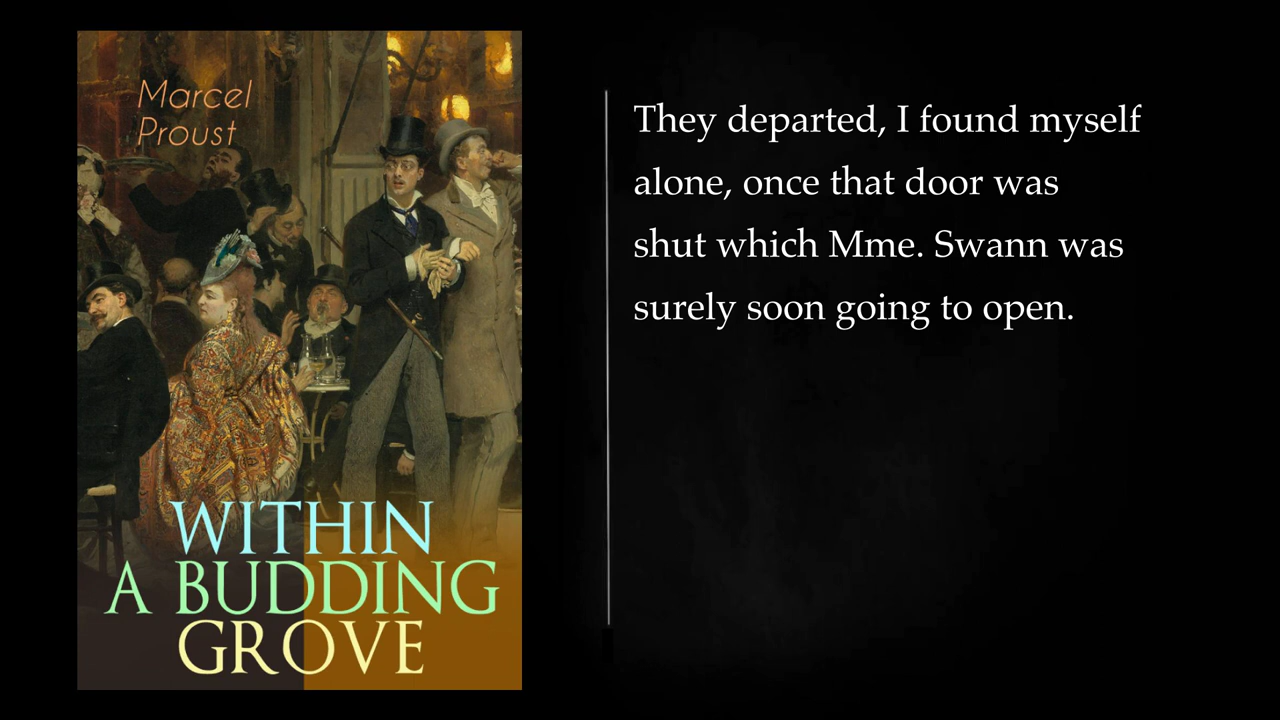 Marcel
Proust
WITHIN
A BUDDING
GROVE
They departed, I found myself
alone, once that door was
shut which Mme. Swann was
surely soon going to open.